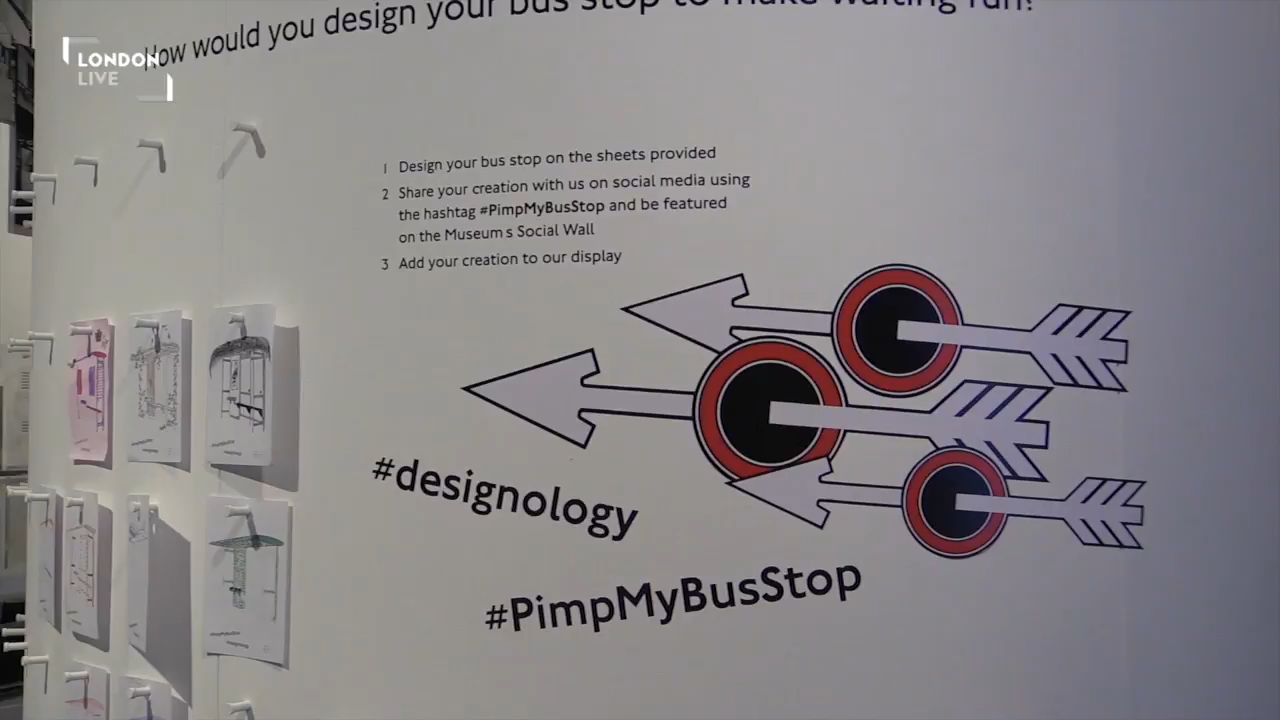 How would you design your bus stop to make waiting fun?
LONDON
LIVE
1 Design your bus stop on the sheets provided
2 Share your creation with us on social media using
the hashtag #PimpMyBusStop and be featured
on the Museum's Social Wall
3 Add your creation to our display
#designology
#PimpMyBusStop